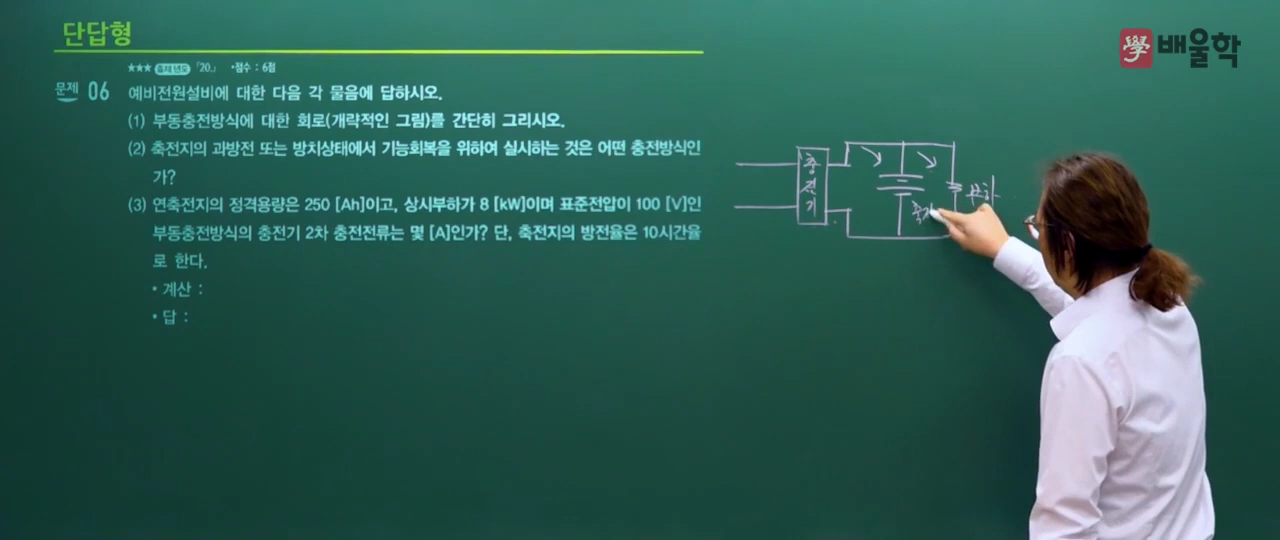 단답형
學 배울학
★★★ 출제년도 「20.」 •점수 : 6점
문제 06 예비전원설비에 대한 다음 각 물음에 답하시오.
(1) 부동충전방식에 대한 회로(개략적인 그림)를 간단히 그리시오.
(2) 축전지의 과방전 또는 방치상태에서 기능회복을 위하여 실시하는 것은 어떤 충전방식인
가?
(3) 연축전지의 정격용량은 250 [Ah]이고, 상시부하가 8 [kW]이며 표준전압이 100 [V]인
부동충전방식의 충전기 2차 충전전류는 몇 [A]인가? 단, 축전지의 방전율은 10시간율
로 한다.
• 계산 :
• 답 :
충
전
기
부하